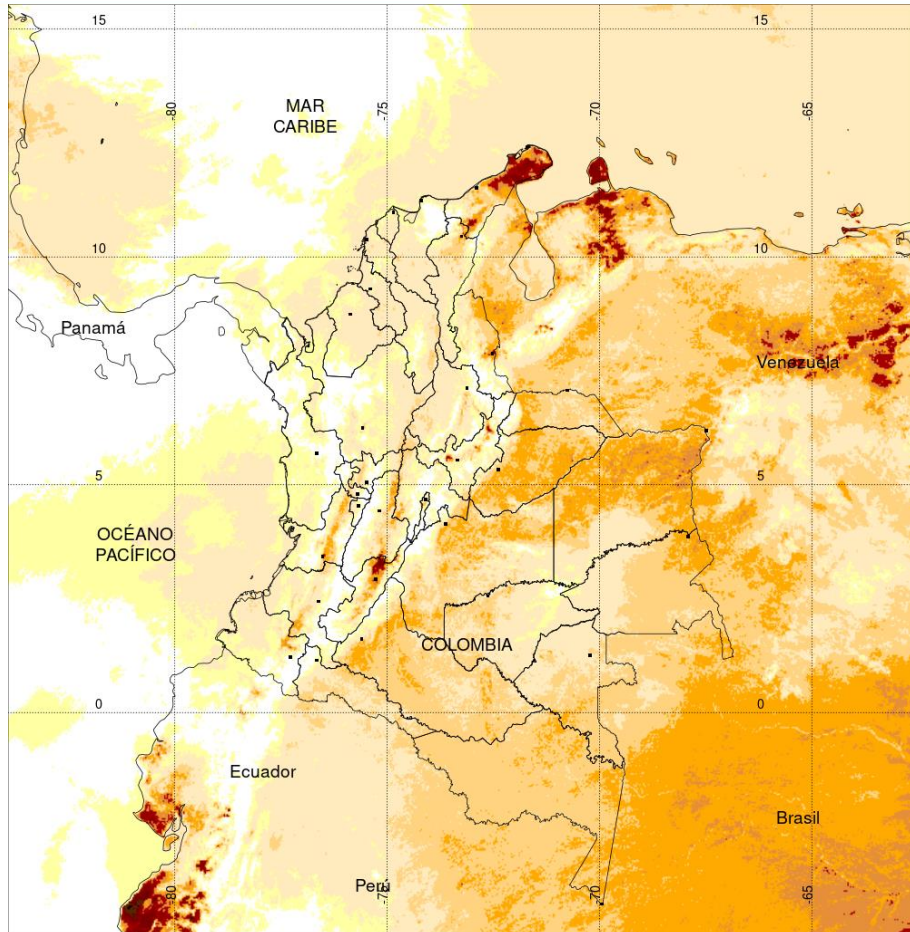 15
15
-80
-75
-70
-65
MAR
CARIBE
10
10
Panamá
Venezuela
5
5
OCÉANO
PACÍFICO
COLOMBIA
0
0
Ecuador
Brasil
Perú
-80
-75
-70
-65